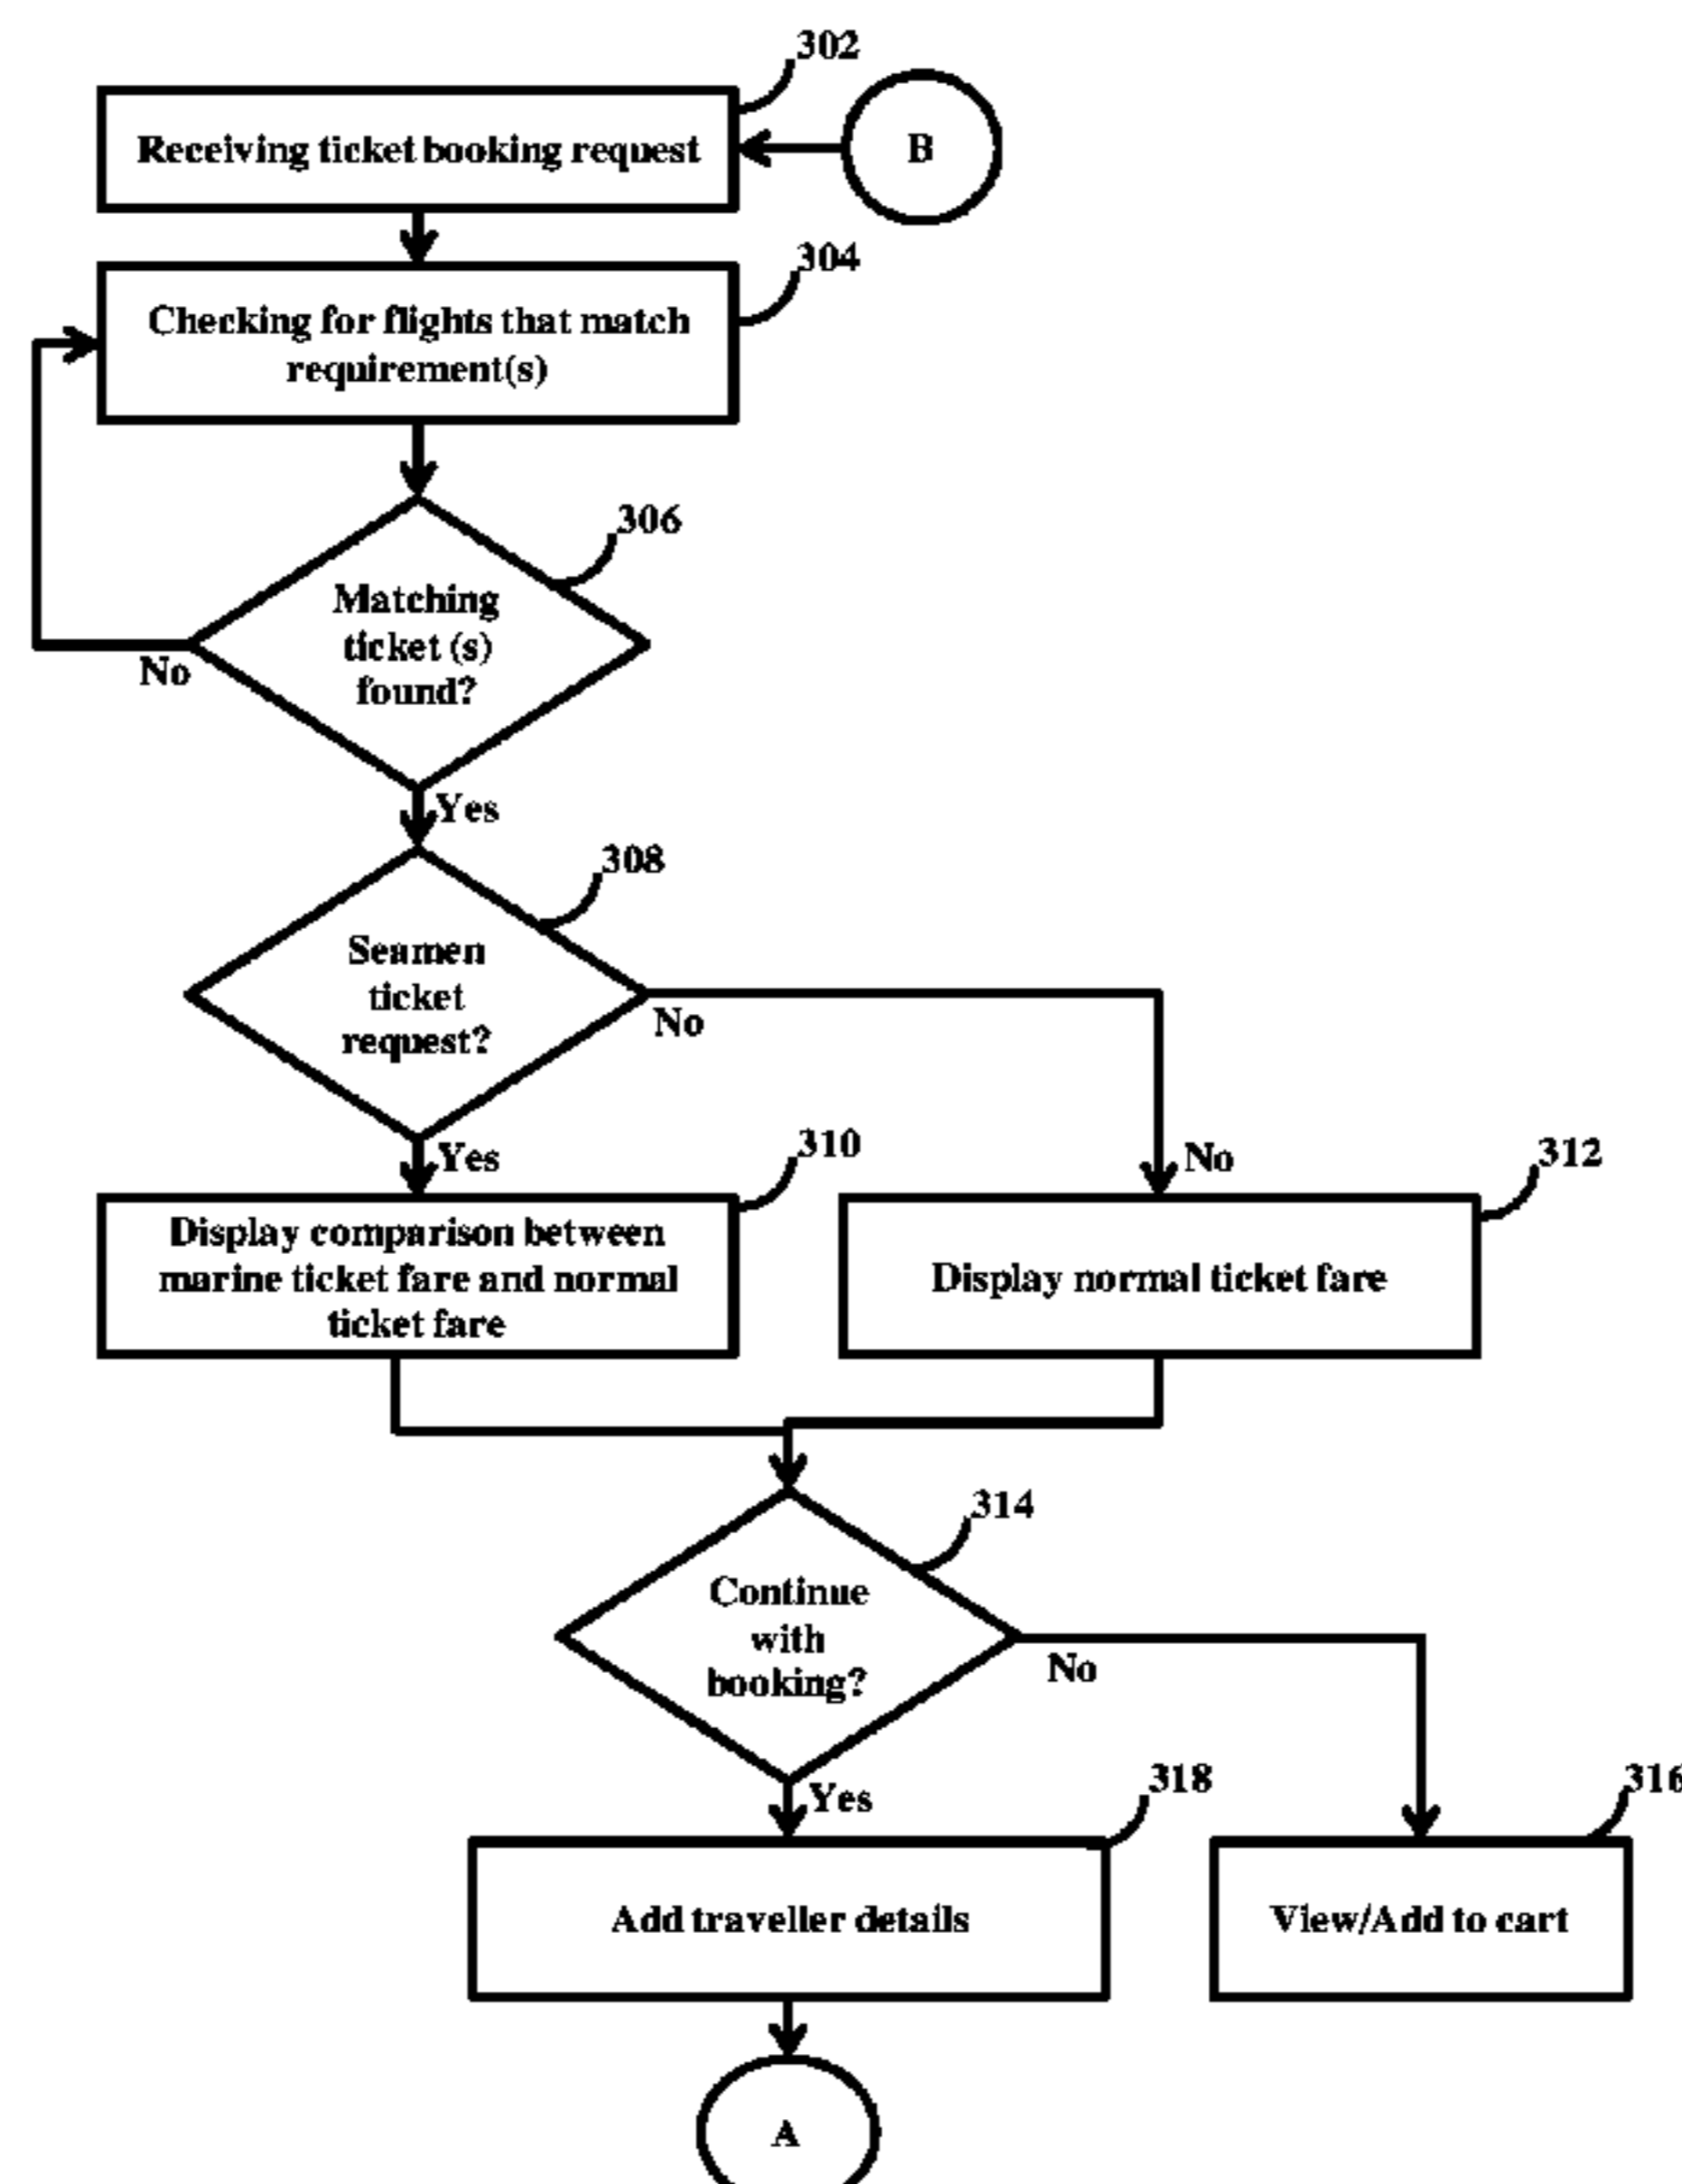 302
Receiving ticket booking request
B
304
Checking for flights that match
requirement(s)
306
Matching
ticket (s)
found?
No
Yes
308
Seamen
ticket
request?
No
Yes
No
310
312
Display comparison between
marine ticket fare and normal
ticket fare
Display normal ticket fare
314
Continue
with
booking?
No
Yes
318
316
Add traveller details
View/Add to cart
A